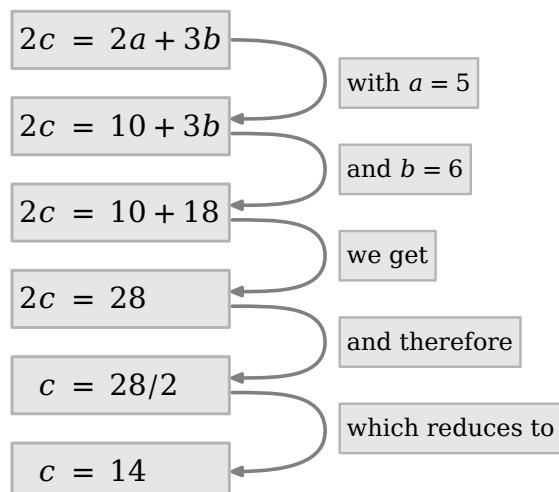 2c = 2a + 3b
with a = 5
2c = 10 + 3b
and b = 6
2c = 10 + 18
we get
2c = 28
and therefore
c = 28/2
which reduces to
c = 14